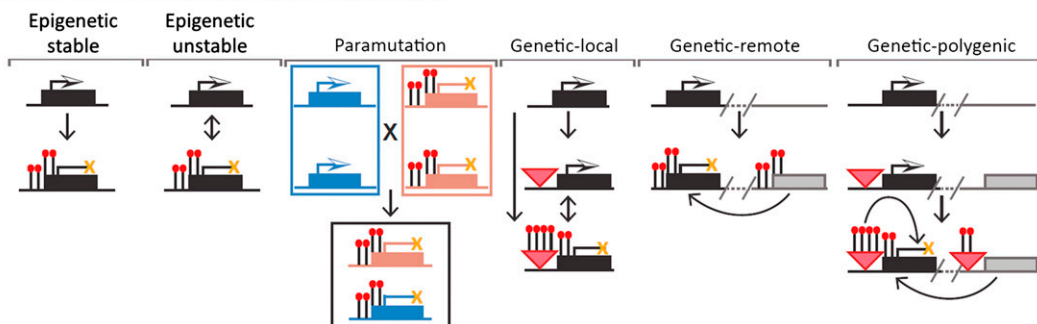 Epigenetic
stable
Epigenetic
unstable
Paramutation
Genetic-local
Genetic-remote
Genetic-polygenic
X
X
X
X
X
X
X
X
X
X